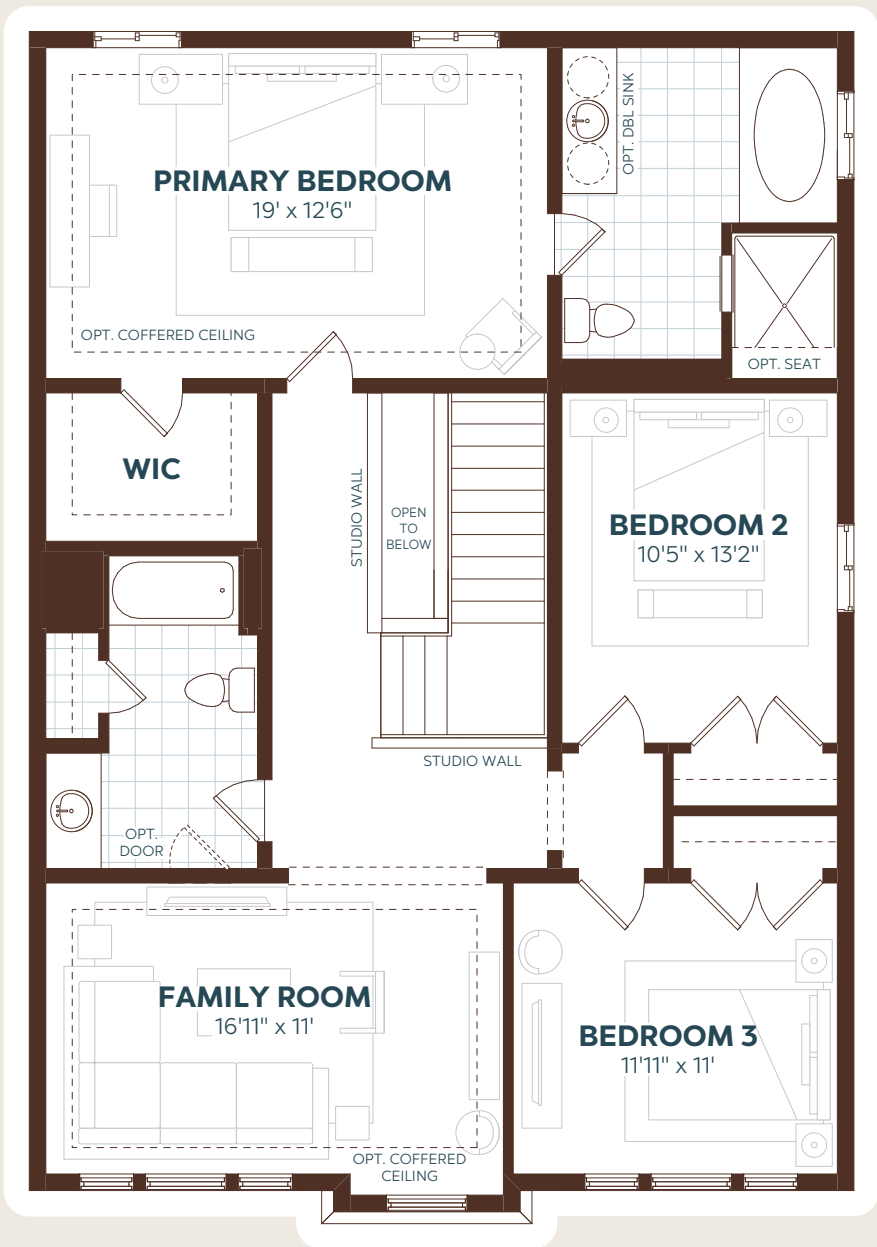 OPT. DBL SINK
PRIMARY BEDROOM
19' x 12'6"
OPT. COFFERED CEILING
OPT. SEAT
WIC
STUDIO WALL
OPEN
TO
BELOW
BEDROOM 2
10'5" x 13'2"
STUDIO WALL
OPT.
DOOR
FAMILY ROOM
16'11" x 11'
BEDROOM 3
11'11" x 11'
OPT. COFFERED
CEILING